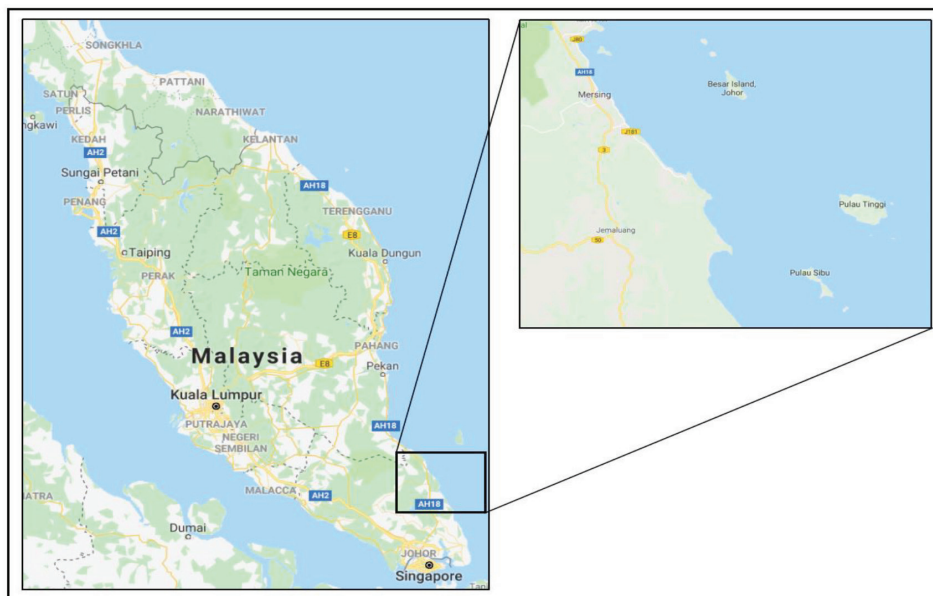 SONGKHLA
PATTANI
SATUN
PERLIS
NARATHIWAT
ngkawi
KEDAH
KELANTAN
AH2
Sungai Petani
AH18
PENANG
TERENGGANU
AH2
E8
Taiping
Kuala Dungun
PERAK
Taman Negara
AH2
PAHANG
Malaysia
E8
Pekan
Kuala Lumpur
PUTRAJAYA
AH18
NEGERI
SEMBILAN
MALACCA
AH2
ATRA
AH18
Dumai
JOHOR
Singapore
J80
AH18
Mersing
Besar Island,
Johor
J181
3
Pulau Tinggi
Jemaluang
50
Pulau Sibu